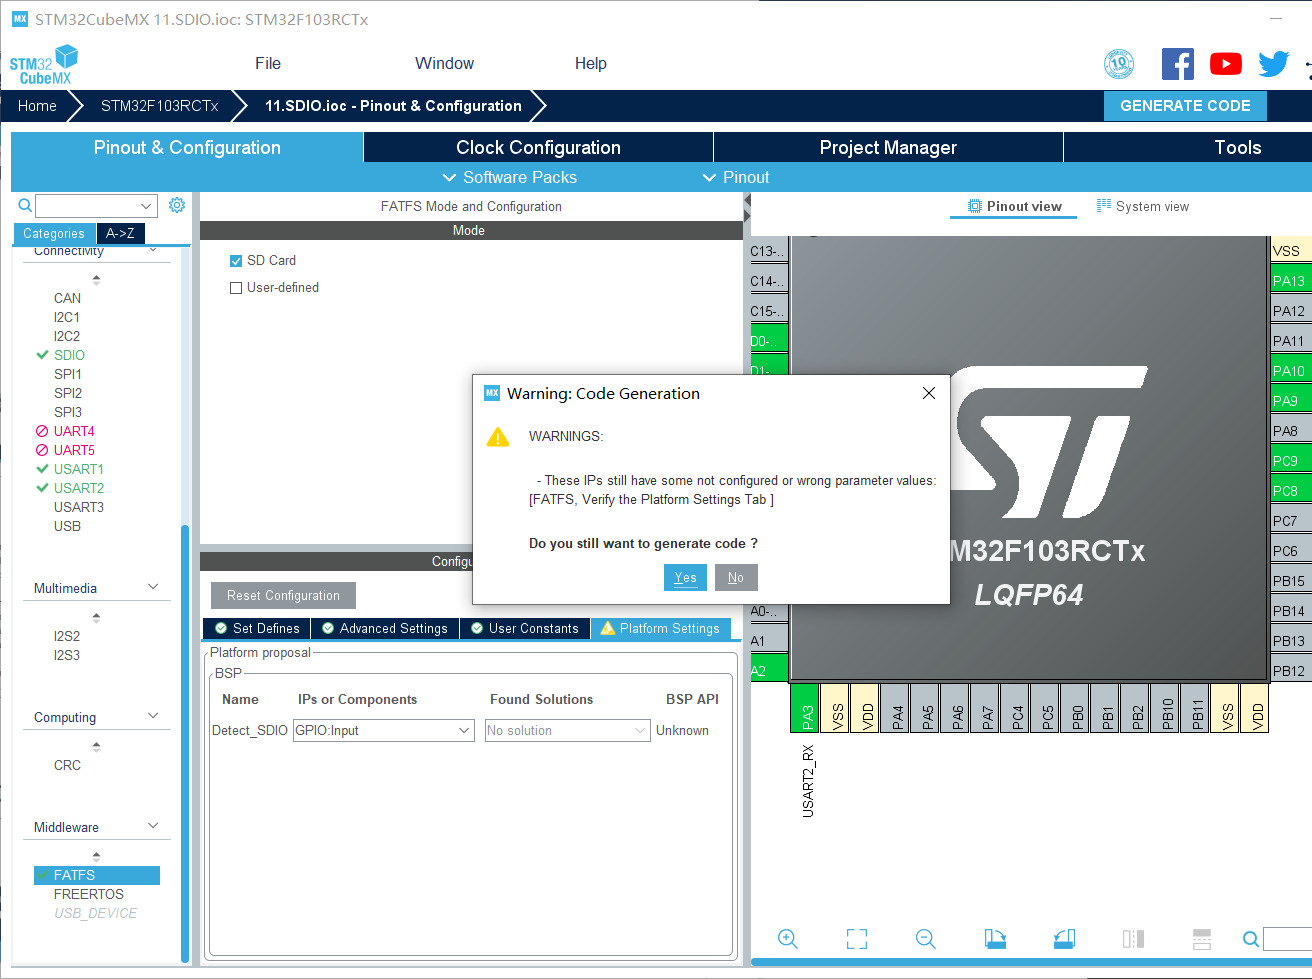 MX STM32CubeMX 11.SDIO.ioc: STM32F103RCTx
STM32
CubeMX
File
Window
Help
10
Home
STM32F103RCTx
11.SDIO.ioc - Pinout & Configuration
GENERATE CODE
Pinout & Configuration
Clock Configuration
Project Manager
Tools
Software Packs
Pinout
Categories
A->Z
Connectivity
CAN
I2C1
I2C2
SDIO
SPI1
SPI2
SPI3
UART4
UART5
USART1
USART2
USART3
USB
Multimedia
I2S2
I2S3
Computing
CRC
Middleware
FATFS
FREERTOS
USB_DEVICE
FATFS Mode and Configuration
Mode
SD Card
User-defined
Configu
Reset Configuration
Set Defines
Advanced Settings
User Constants
Platform Settings
Platform proposal
BSP
Name
IPs or Components
Found Solutions
BSP API
Detect_SDIO
GPIO:Input
No solution
Unknown
MX Warning: Code Generation
WARNINGS:
- These IPs still have some not configured or wrong parameter values:
[FATFS, Verify the Platform Settings Tab ]
Do you still want to generate code ?
Yes
No
Pinout view
System view
C13-..
C14-..
C15-..
D0-..
D1-..
A0-..
A1
A2
M32F103RCTx
LQFP64
VSS
PA13
PA12
PA11
PA10
PA9
PA8
PC9
PC8
PC7
PC6
PB15
PB14
PB13
PB12
PA3
VSS
VDD
PA4
PA5
PA6
PA7
PC4
PC5
PB0
PB1
PB2
PB10
PB11
VSS
VDD
USART2_RX